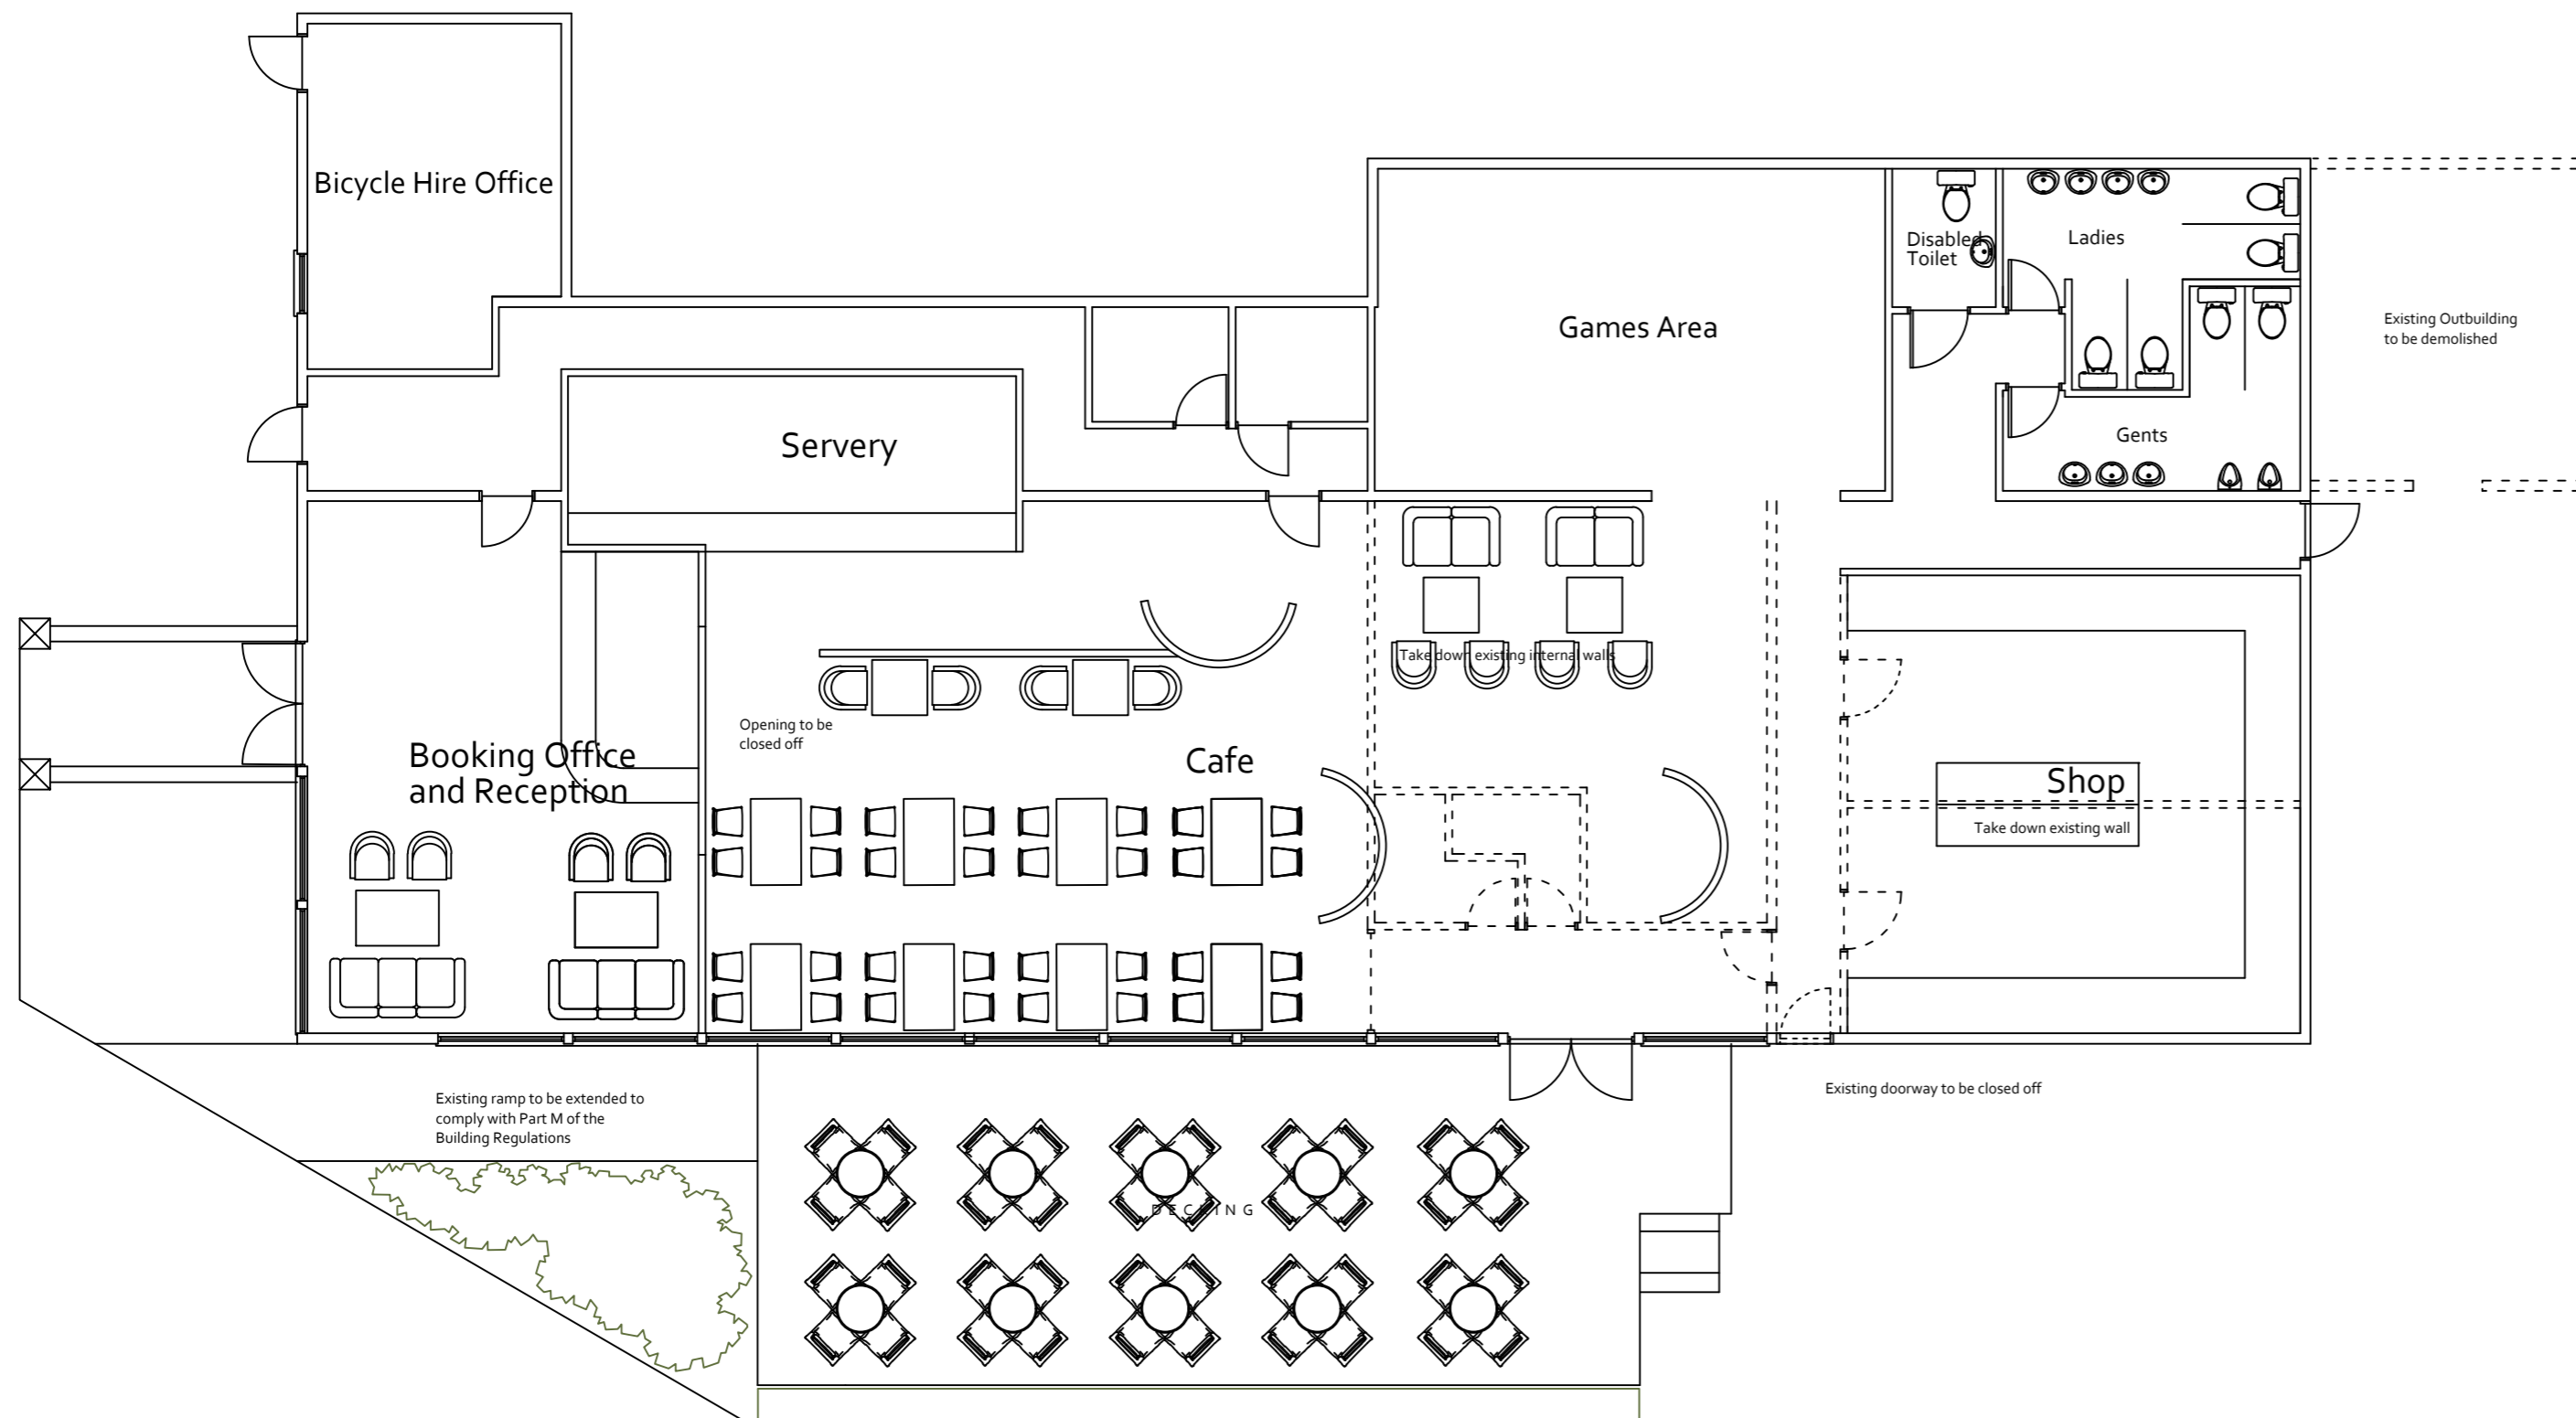 Bicycle Hire Office
Disabled
Toilet
Ladies
Games Area
Existing Outbuilding
to be demolished
Servery
Gents
Take down existing internal walls
Opening to be
closed off
Booking Office
and Reception
Cafe
Shop
Take down existing wall
Existing ramp to be extended to
comply with Part M of the
Building Regulations
Existing doorway to be closed off
DECKING